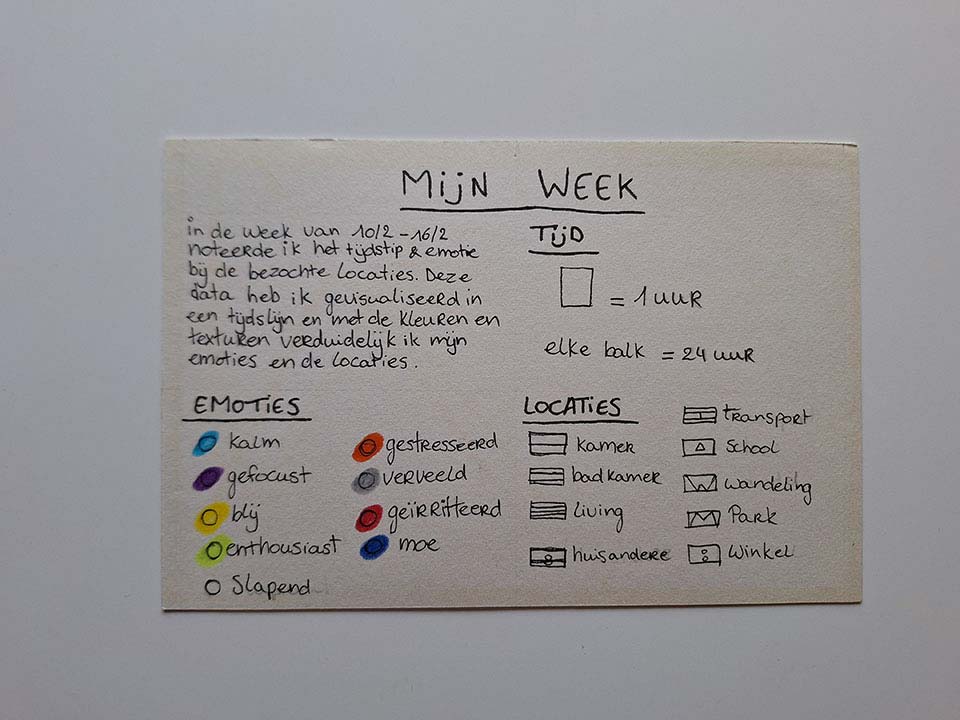 Mijn WEEK
in de week van 10/2 - 16/2
noteerde ik het tijdstip & emotie
bij de bezochte locaties. Deze
data heb ik gevisualiseerd in
een tijdslijn en met de kleuren en
texturen verduidelijk ik mijn
emoties en de locaties.
TijD
= 1 uur
elke balk = 24 uur
EMOTIES
kalm
gefocust
blij
enthousiast
Slapend
gestresseerd
verveeld
geïrriteerd
moe
LOCATIES
kamer
badkamer
living
huis andere
transport
School
wandeling
Park
Winkel